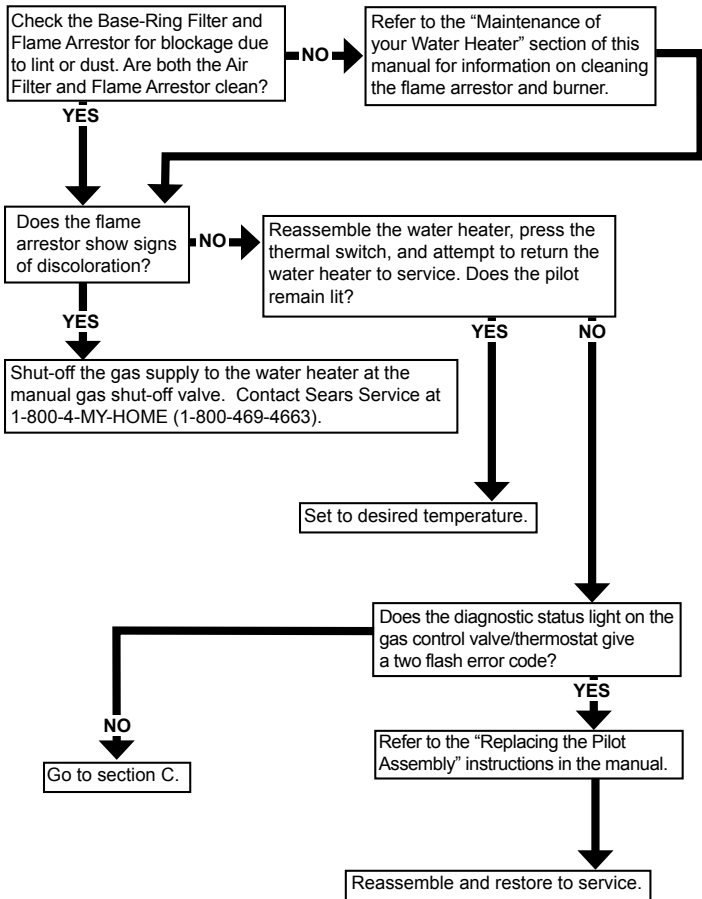 Check the Base-Ring Filter and
Flame Arrestor for blockage due
to lint or dust. Are both the Air
Filter and Flame Arrestor clean?
NO
Refer to the “Maintenance of
your Water Heater” section of this
manual for information on cleaning
the flame arrestor and burner.
YES
Does the flame
arrestor show signs
of discoloration?
NO
Reassemble the water heater, press the
thermal switch, and attempt to return the
water heater to service. Does the pilot
remain lit?
YES
YES
NO
Shut-off the gas supply to the water heater at the
manual gas shut-off valve.  Contact Sears Service at
1-800-4-MY-HOME (1-800-469-4663).
Set to desired temperature.
Does the diagnostic status light on the
gas control valve/thermostat give
a two flash error code?
YES
NO
Refer to the “Replacing the Pilot
Assembly” instructions in the manual.
Go to section C.
Reassemble and restore to service.